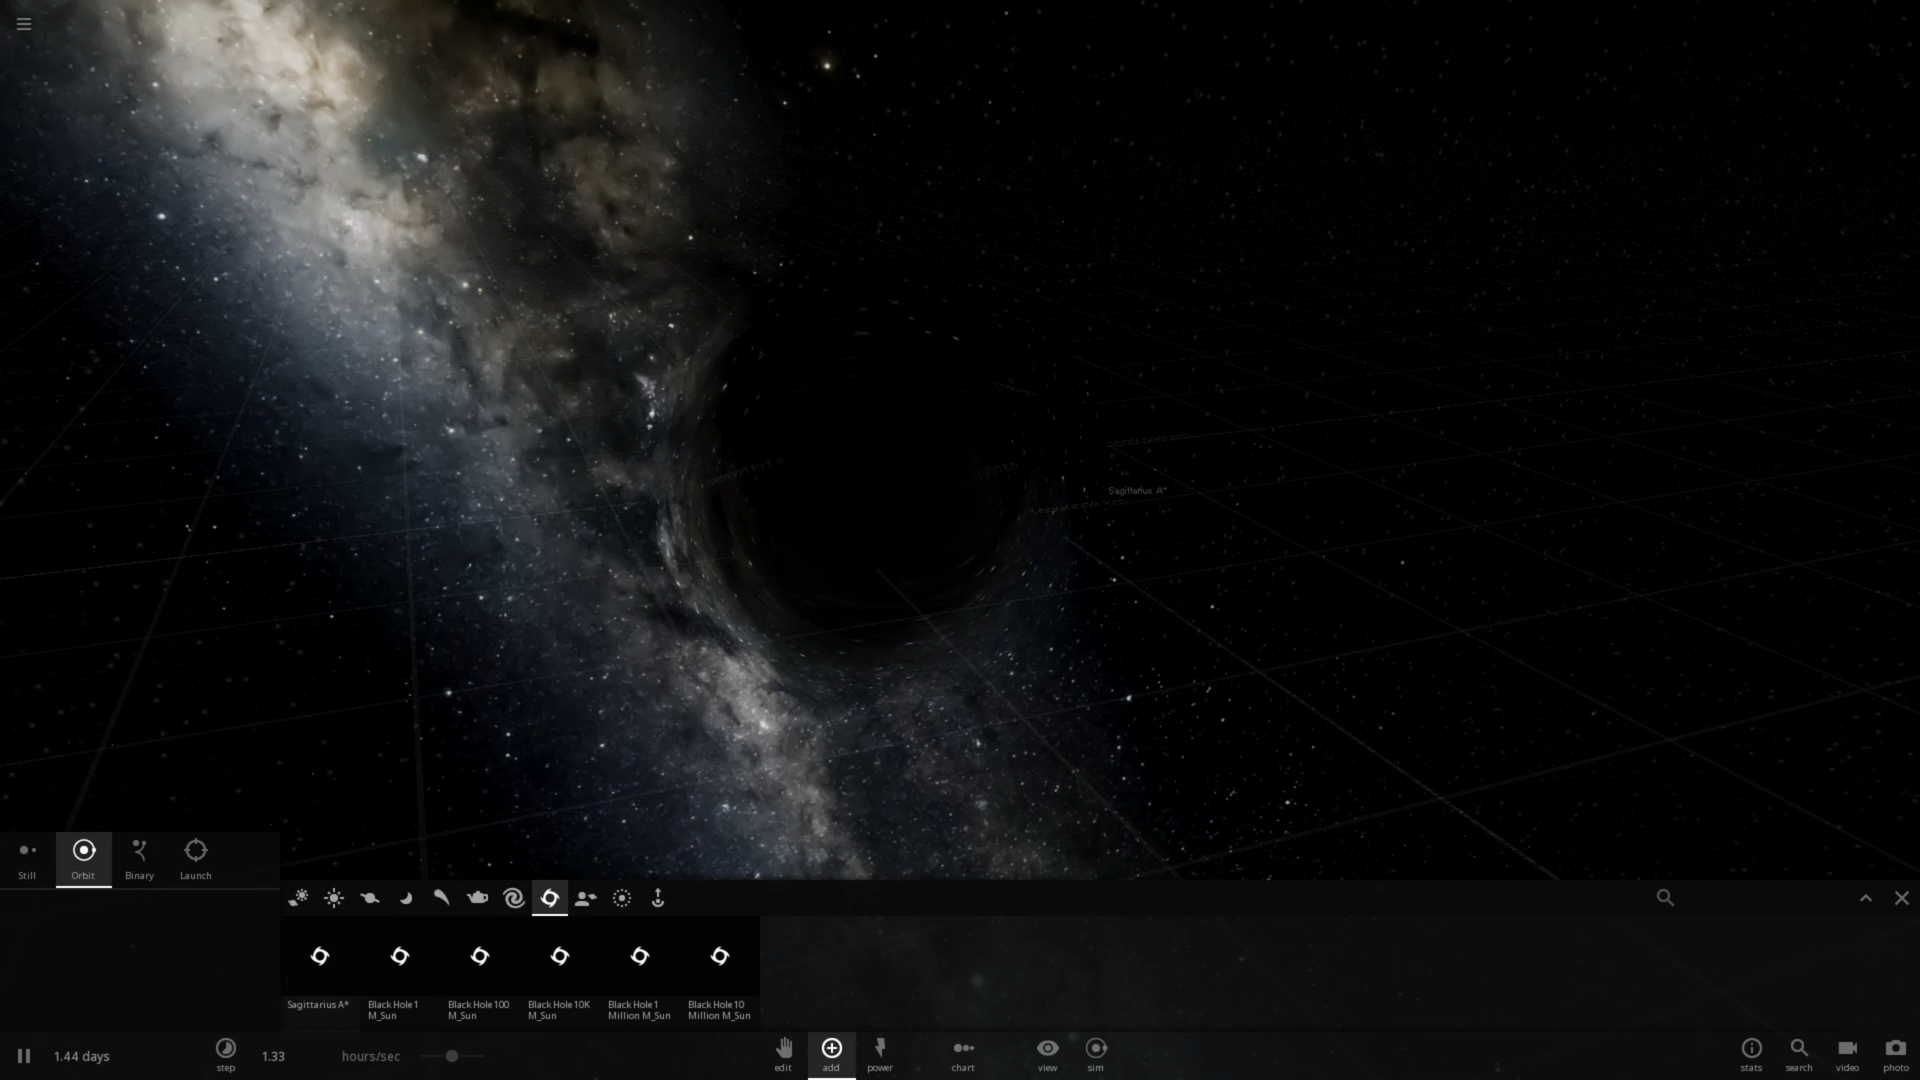 Sagittarius A*
Still
Orbit
Binary
Launch
Sagittarius A*
Black Hole 1
M_Sun
Black Hole 100
M_Sun
Black Hole 10K
M_Sun
Black Hole 1
Million M_Sun
Black Hole 10
Million M_Sun
1.44 days
step
1.33
hours/sec
edit
add
power
chart
view
sim
stats
search
video
photo